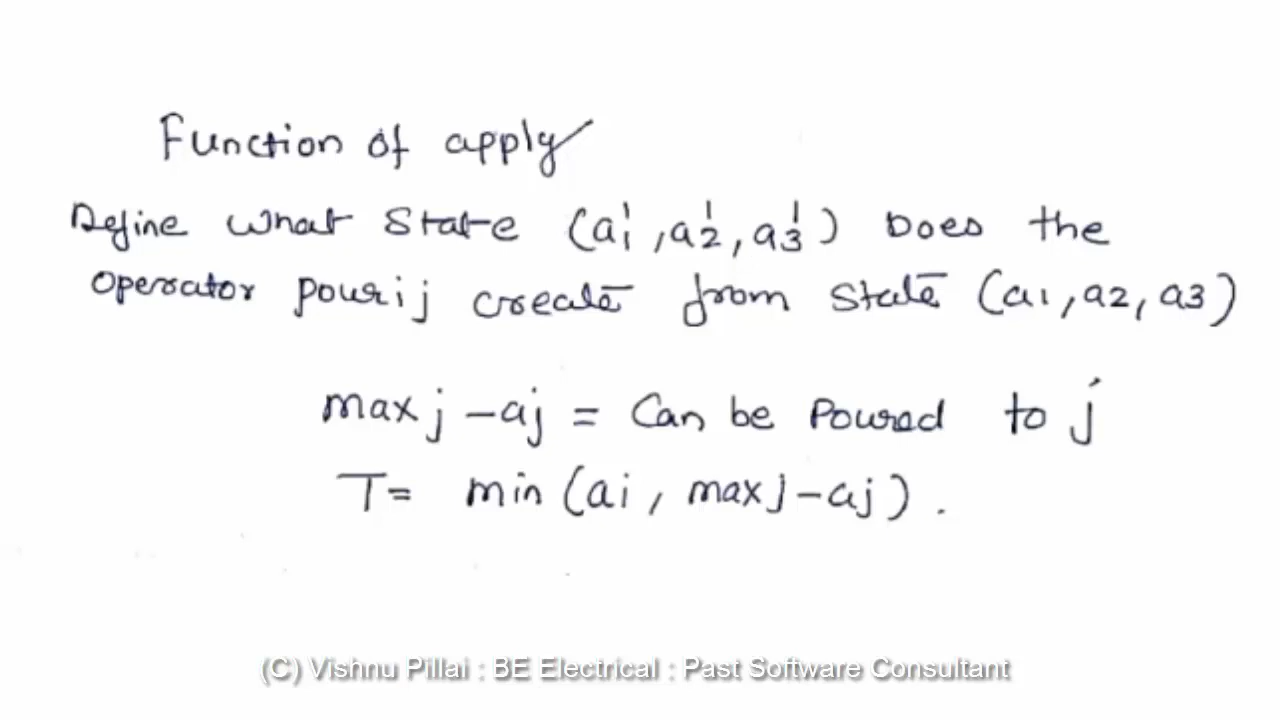 Function of apply
Define what state (a1', a2', a3') Does the
operator pourij create from state (a1, a2, a3)
maxj - aj = Can be Poured to j
T = min (ai, maxj - aj).
(C) Vishnu Pillai : BE Electrical : Past Software Consultant